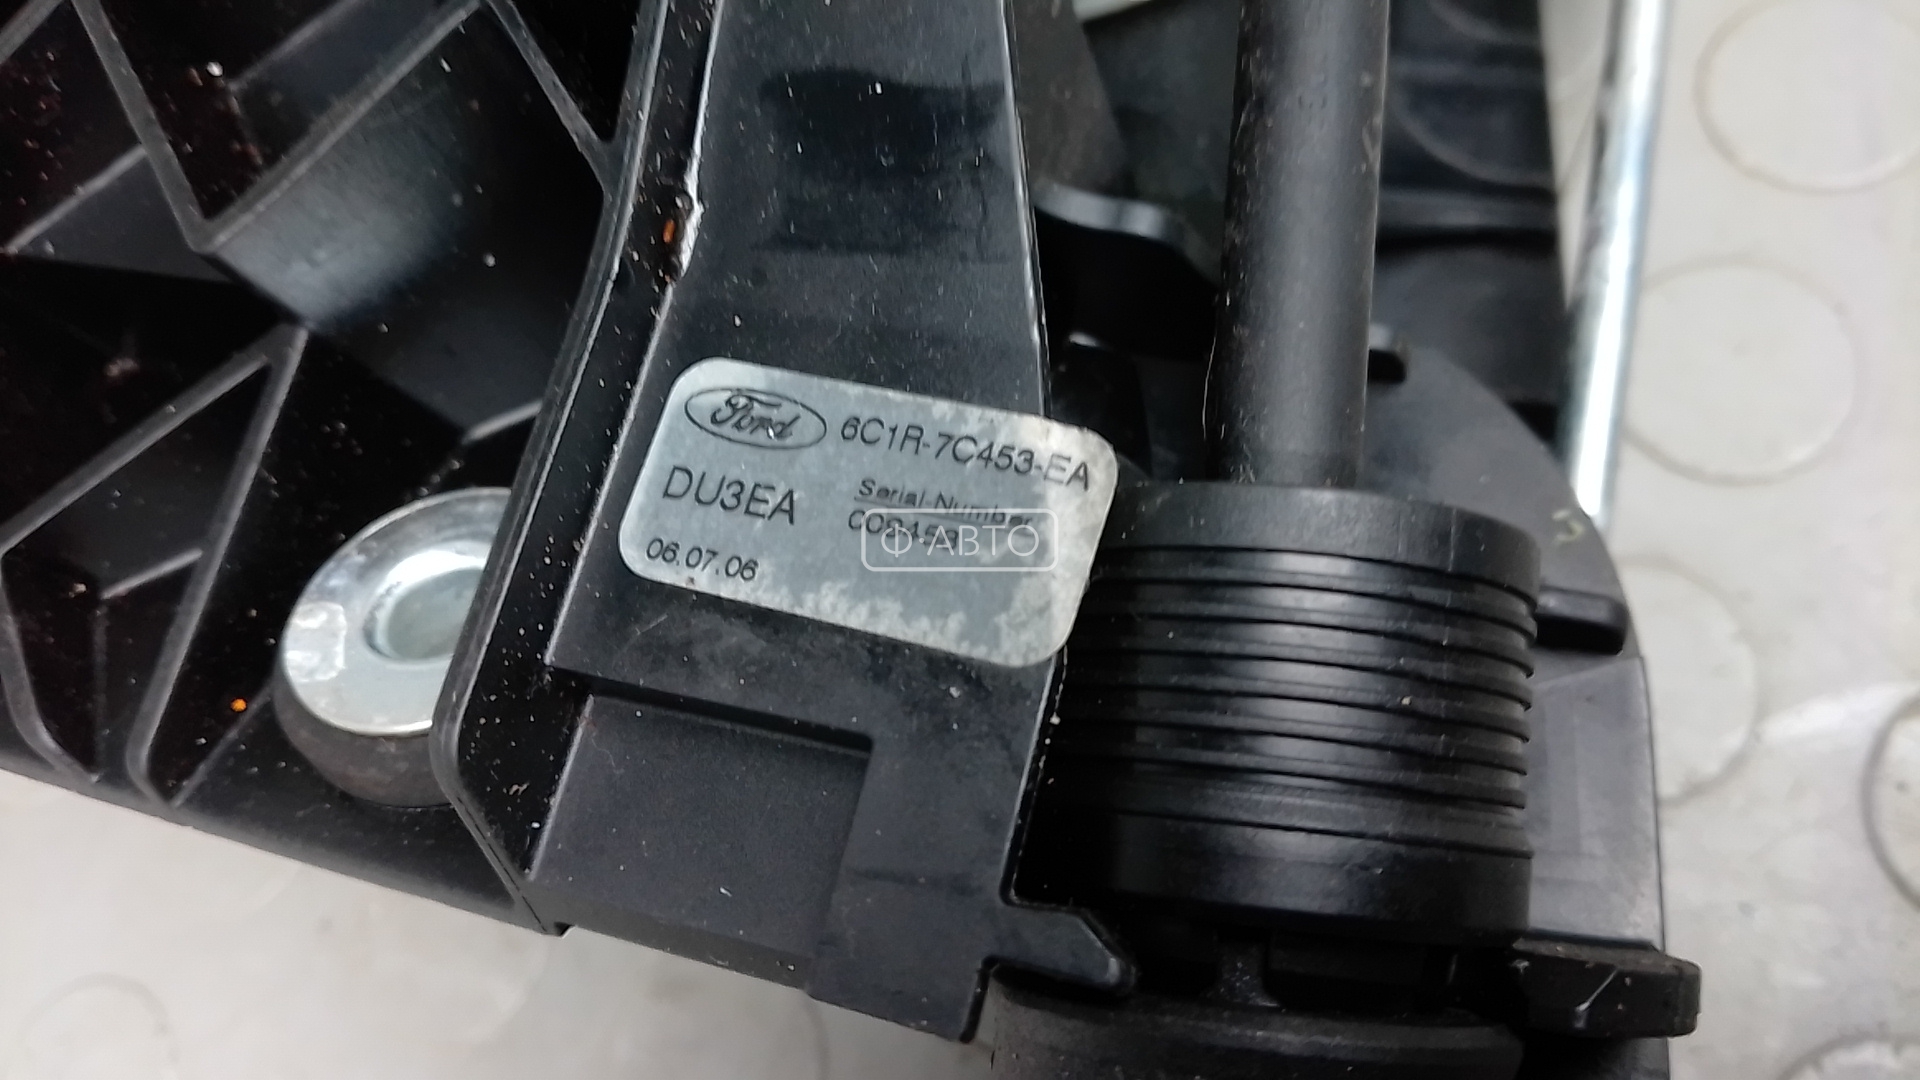 Ford 6C1R-7C453-EA
DU3EA Serial-Number
06.07.06
Ф АВТО